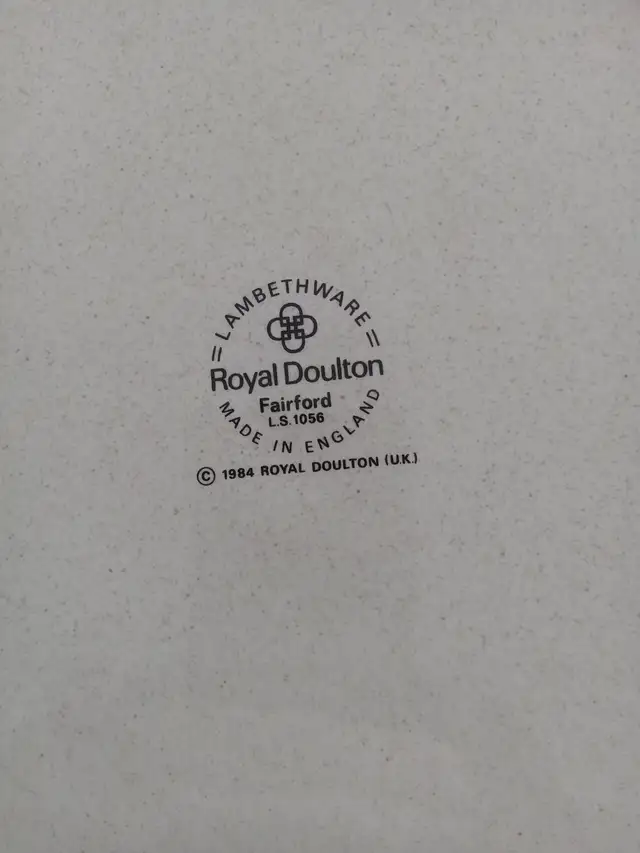 = LAMBETHWARE =
Royal Doulton
Fairford
L.S.1056
MADE IN ENGLAND
© 1984 ROYAL DOULTON (U.K.)